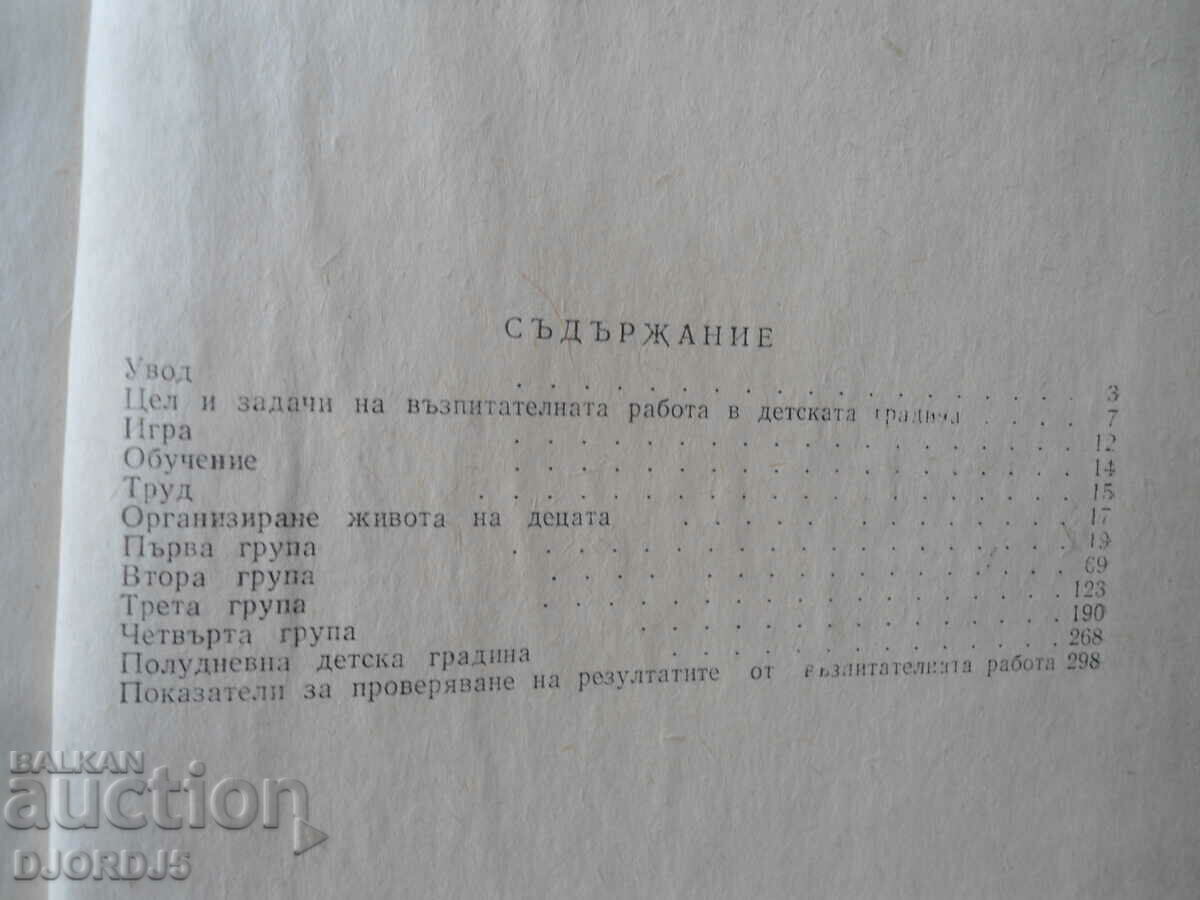 СЪДЪРЖАНИЕ
Увод . . . . . . . . . . . . . . . . . 3
Цел и задачи на възпитателната работа в детската градина . . . . 7
Игра . . . . . . . . . . . . . . . . . 12
Обучение . . . . . . . . . . . . . . . . . 14
Труд . . . . . . . . . . . . . . . . . 15
Организиране живота на децата . . . . . . . . . . . . 17
Първа група . . . . . . . . . . . . . . . . . 19
Втора група . . . . . . . . . . . . . . . . 69
Трета група . . . . . . . . . . . . . . . . 123
Четвърта група . . . . . . . . . . . . . 190
Полудневна детска градина . . . . . . . . . . . . 268
Показатели за проверяване на резултатите от възпитателната работа 298
BALKAN
auction
DJORDJ5